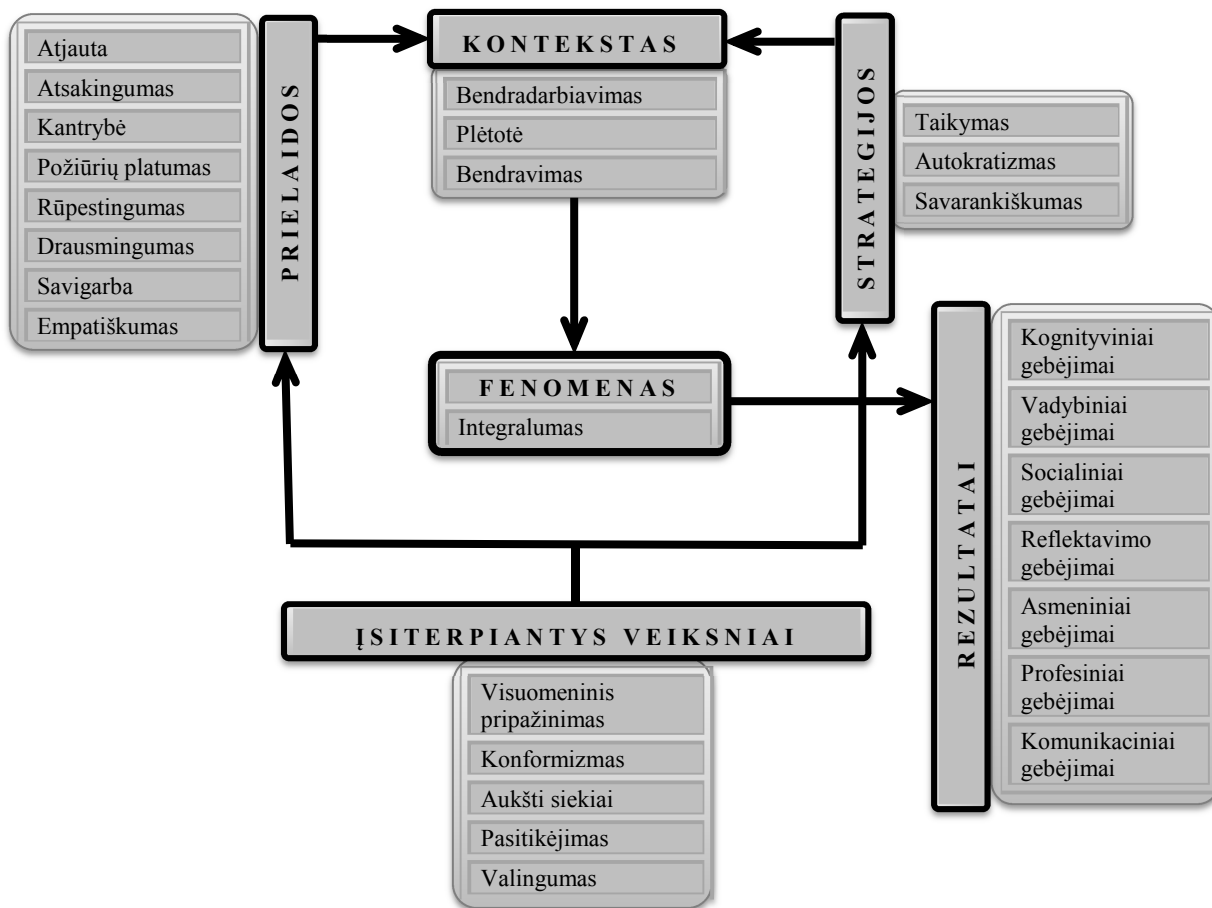 Atjauta
Atsakingumas
Kantrybė
Požiūrių platumas
Rūpestingumas
Drausmingumas
Savigarba
Empatiškumas
PRIELAIDOS
KONTEKSTAS
Bendradarbiavimas
Plėtotė
Bendravimas
STRATEGIJOS
Taikymas
Autokratizmas
Savarankiškumas
FENOMENAS
Integralumas
REZULTATAI
Kognityviniai
gebėjimai
Vadybiniai
gebėjimai
Socialiniai
gebėjimai
Reflektavimo
gebėjimai
Asmeniniai
gebėjimai
Profesiniai
gebėjimai
Komunikaciniai
gebėjimai
ĮSITERPIANTYS VEIKSNIAI
Visuomeninis
pripažinimas
Konformizmas
Aukšti siekiai
Pasitikėjimas
Valingumas